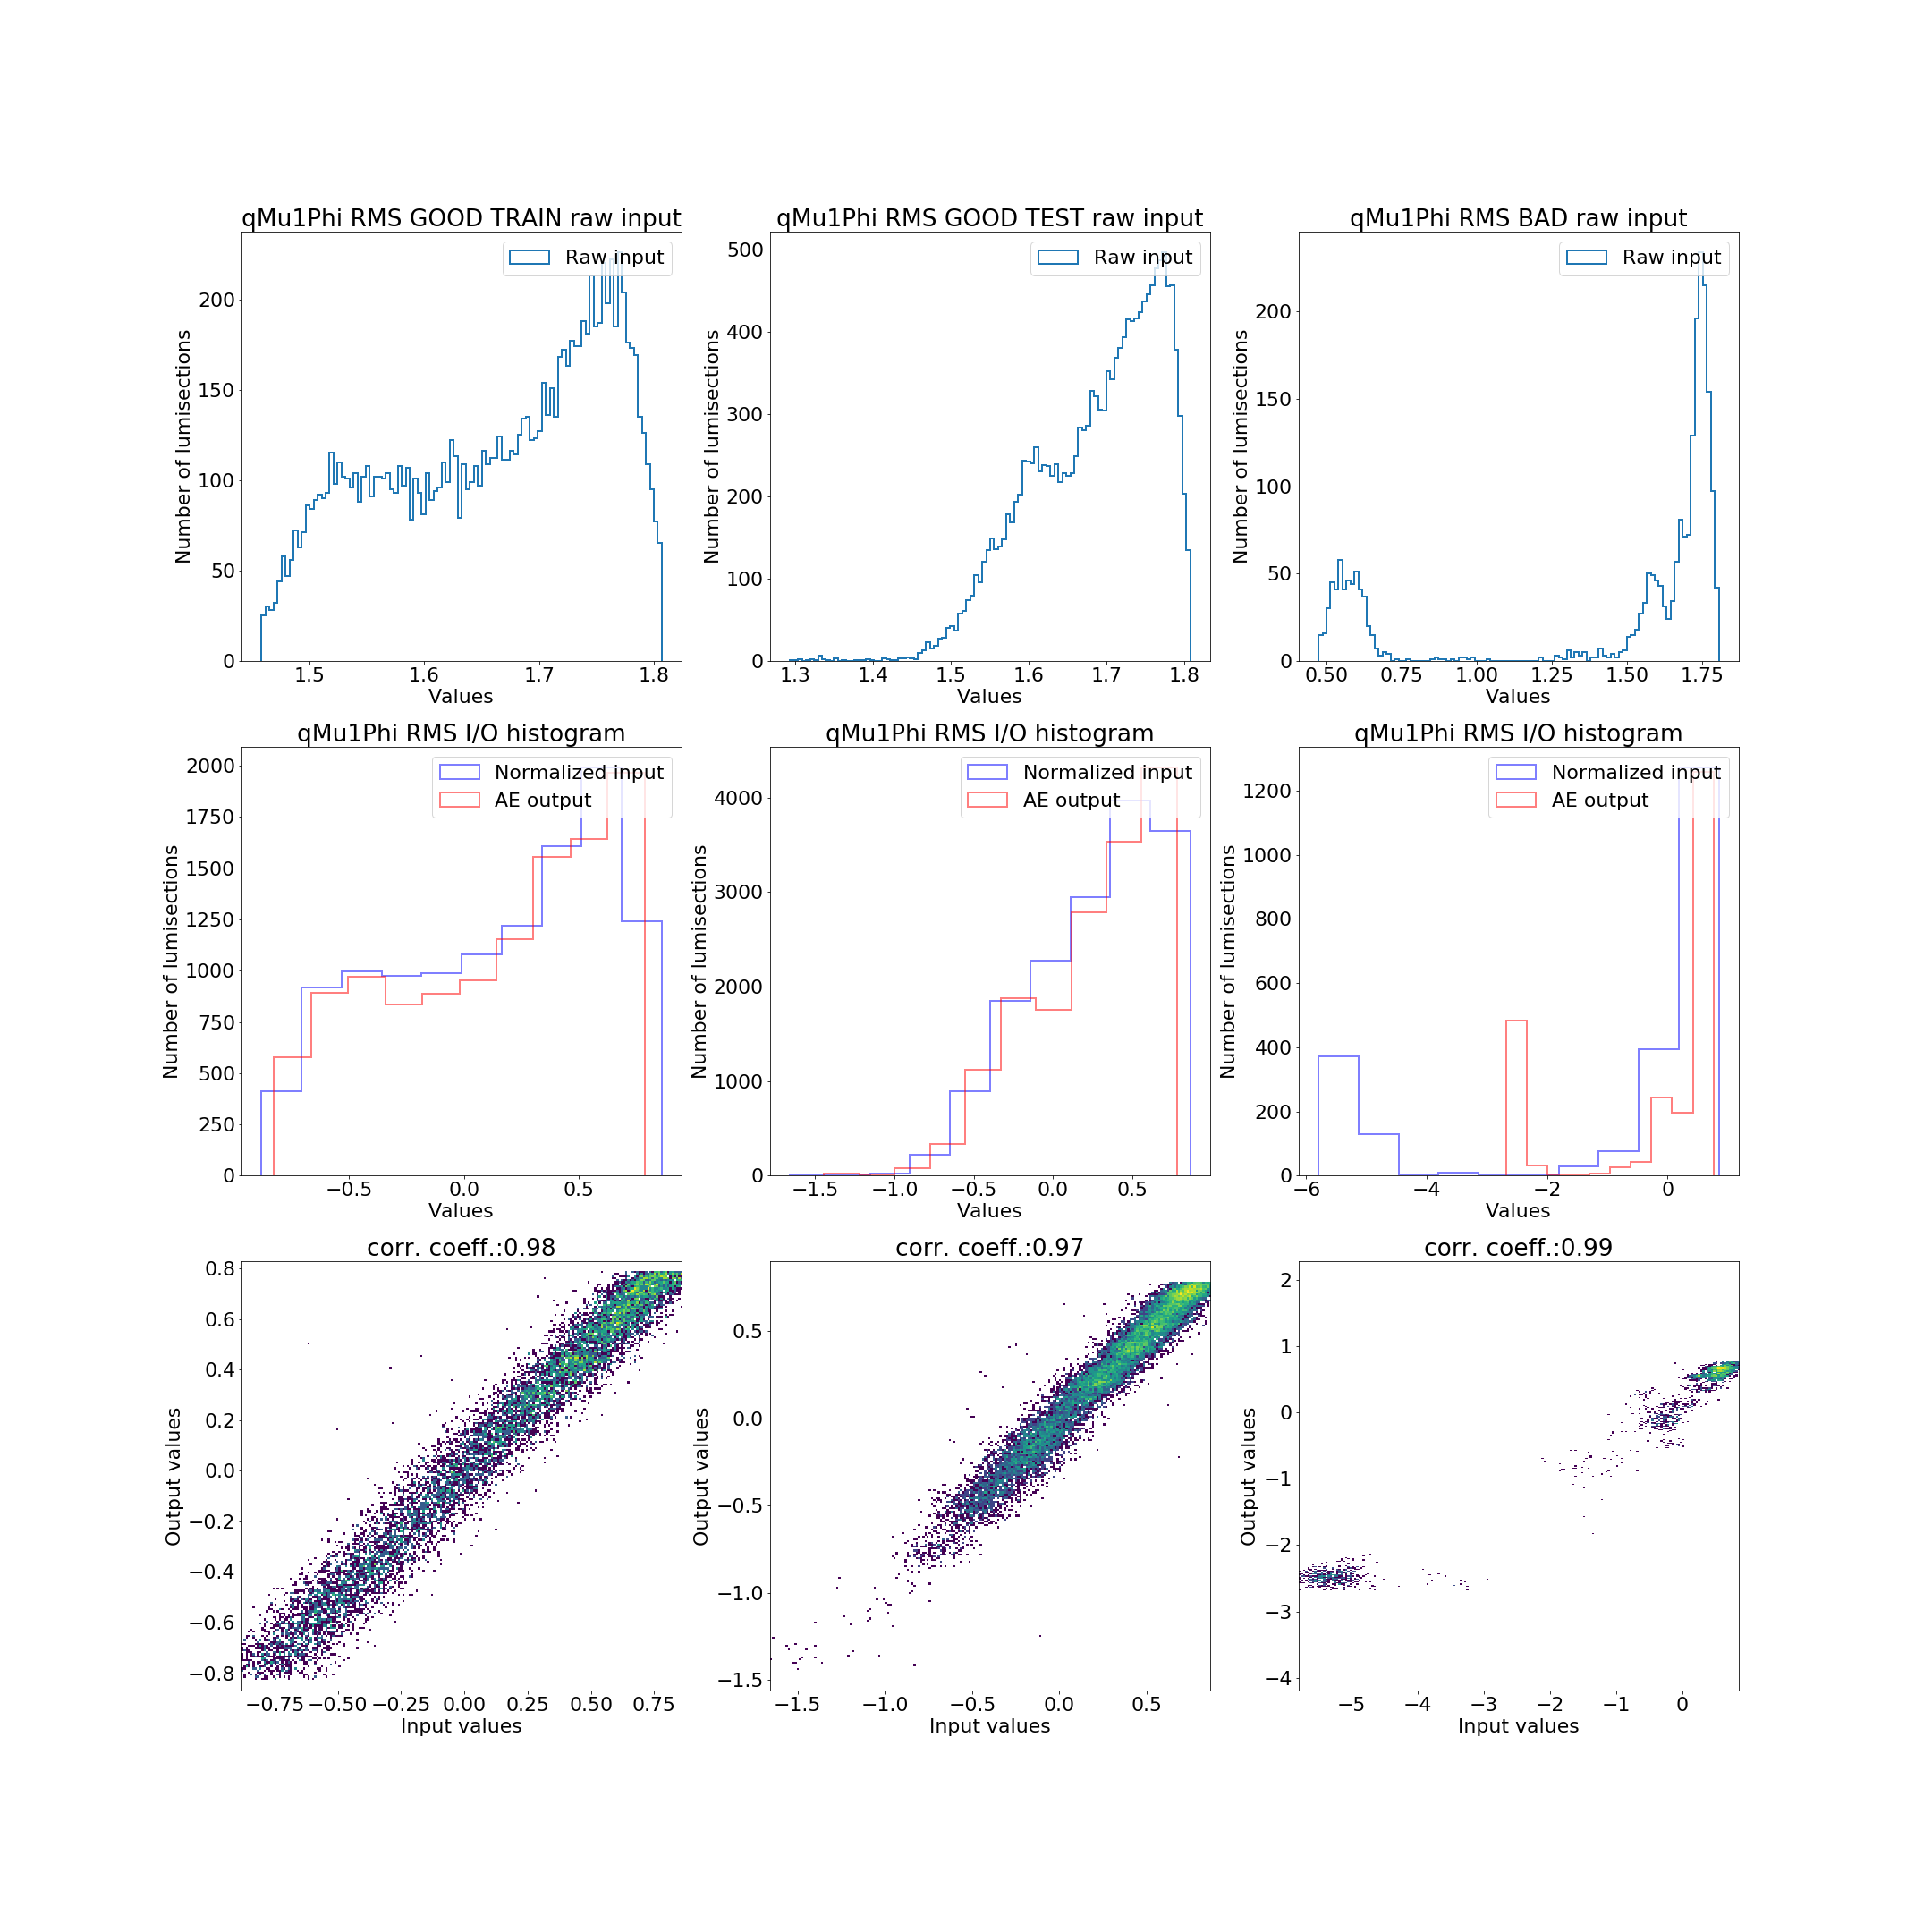 qMu1Phi RMS GOOD TRAIN raw input
Raw input
Number of lumisections
200
150
100
50
0
1.5 1.6 1.7 1.8
Values
qMu1Phi RMS GOOD TEST raw input
Raw input
Number of lumisections
500
400
300
200
100
0
1.3 1.4 1.5 1.6 1.7 1.8
Values
qMu1Phi RMS BAD raw input
Raw input
Number of lumisections
200
150
100
50
0
0.50 0.75 1.00 1.25 1.50 1.75
Values
qMu1Phi RMS I/O histogram
Normalized input
AE output
Number of lumisections
2000
1750
1500
1250
1000
750
500
250
0
−0.5 0.0 0.5
Values
qMu1Phi RMS I/O histogram
Normalized input
AE output
Number of lumisections
4000
3000
2000
1000
0
−1.5 −1.0 −0.5 0.0 0.5
Values
qMu1Phi RMS I/O histogram
Normalized input
AE output
Number of lumisections
1200
1000
800
600
400
200
0
−6 −4 −2 0
Values
corr. coeff.:0.98
Output values
0.8
0.6
0.4
0.2
0.0
−0.2
−0.4
−0.6
−0.8
−0.75 −0.50 −0.25 0.00 0.25 0.50 0.75
Input values
corr. coeff.:0.97
Output values
0.5
0.0
−0.5
−1.0
−1.5
−1.5 −1.0 −0.5 0.0 0.5
Input values
corr. coeff.:0.99
Output values
2
1
0
−1
−2
−3
−4
−5 −4 −3 −2 −1 0
Input values